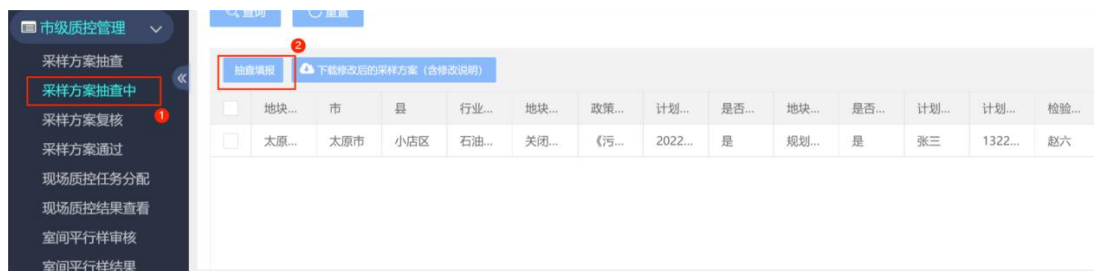 市级质控管理
采样方案抽查
采样方案抽查中
1
采样方案复核
采样方案通过
现场质控任务分配
现场质控结果查看
室间平行样审核
室间平行样结果
查询 重置
2
抽查填报 下载修改后的采样方案（含修改说明）
地块... 市 县 行业... 地块... 政策... 计划... 是否... 地块... 是否... 计划... 计划... 检验...
太原... 太原市 小店区 石油... 关闭... 《污... 2022... 是 规划... 是 张三 1322... 赵六